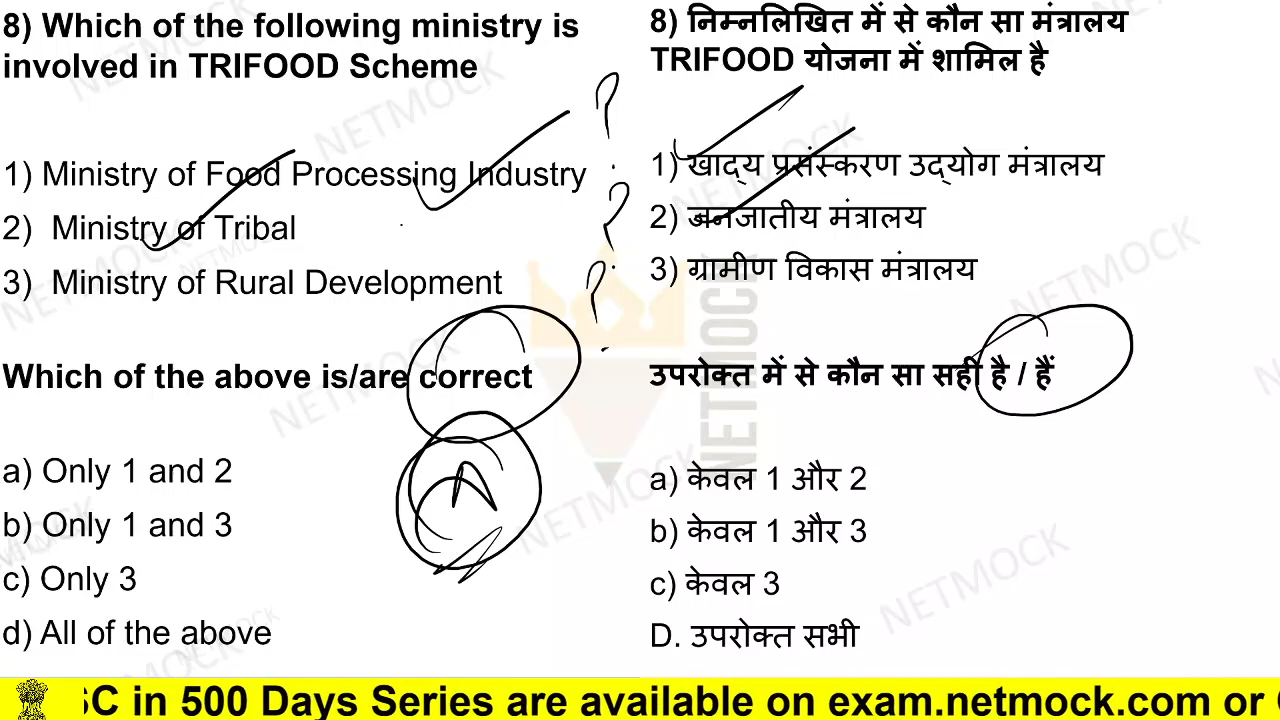 8) Which of the following ministry is
involved in TRIFOOD Scheme
1) Ministry of Food Processing Industry
2) Ministry of Tribal
3) Ministry of Rural Development
Which of the above is/are correct
a) Only 1 and 2
b) Only 1 and 3
c) Only 3
d) All of the above
8) निम्नलिखित में से कौन सा मंत्रालय
TRIFOOD योजना में शामिल है
1) खाद्य प्रसंस्करण उद्योग मंत्रालय
2) जनजातीय मंत्रालय
3) ग्रामीण विकास मंत्रालय
उपरोक्त में से कौन सा सही है / हैं
a) केवल 1 और 2
b) केवल 1 और 3
c) केवल 3
D. उपरोक्त सभी
?
?
?
A
NETMOCK
SC in 500 Days Series are available on exam.netmock.com or